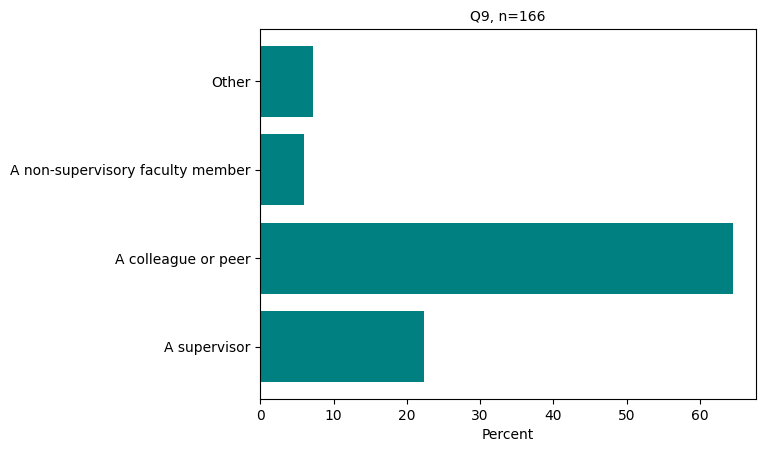 Q9, n=166
Other
A non-supervisory faculty member
A colleague or peer
A supervisor
0 10 20 30 40 50 60
Percent